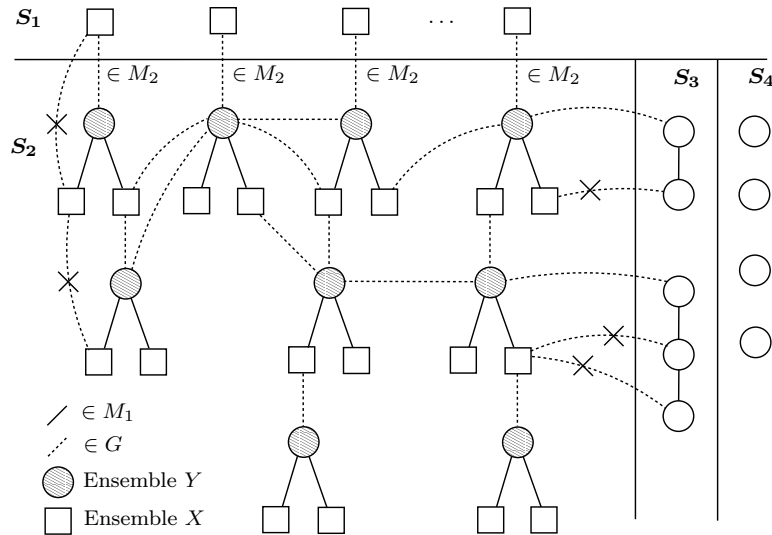 S₁ ...
∈ M₂ ∈ M₂ ∈ M₂ ∈ M₂ S₃ S₄
S₂
∈ M₁
∈ G
Ensemble Y
Ensemble X